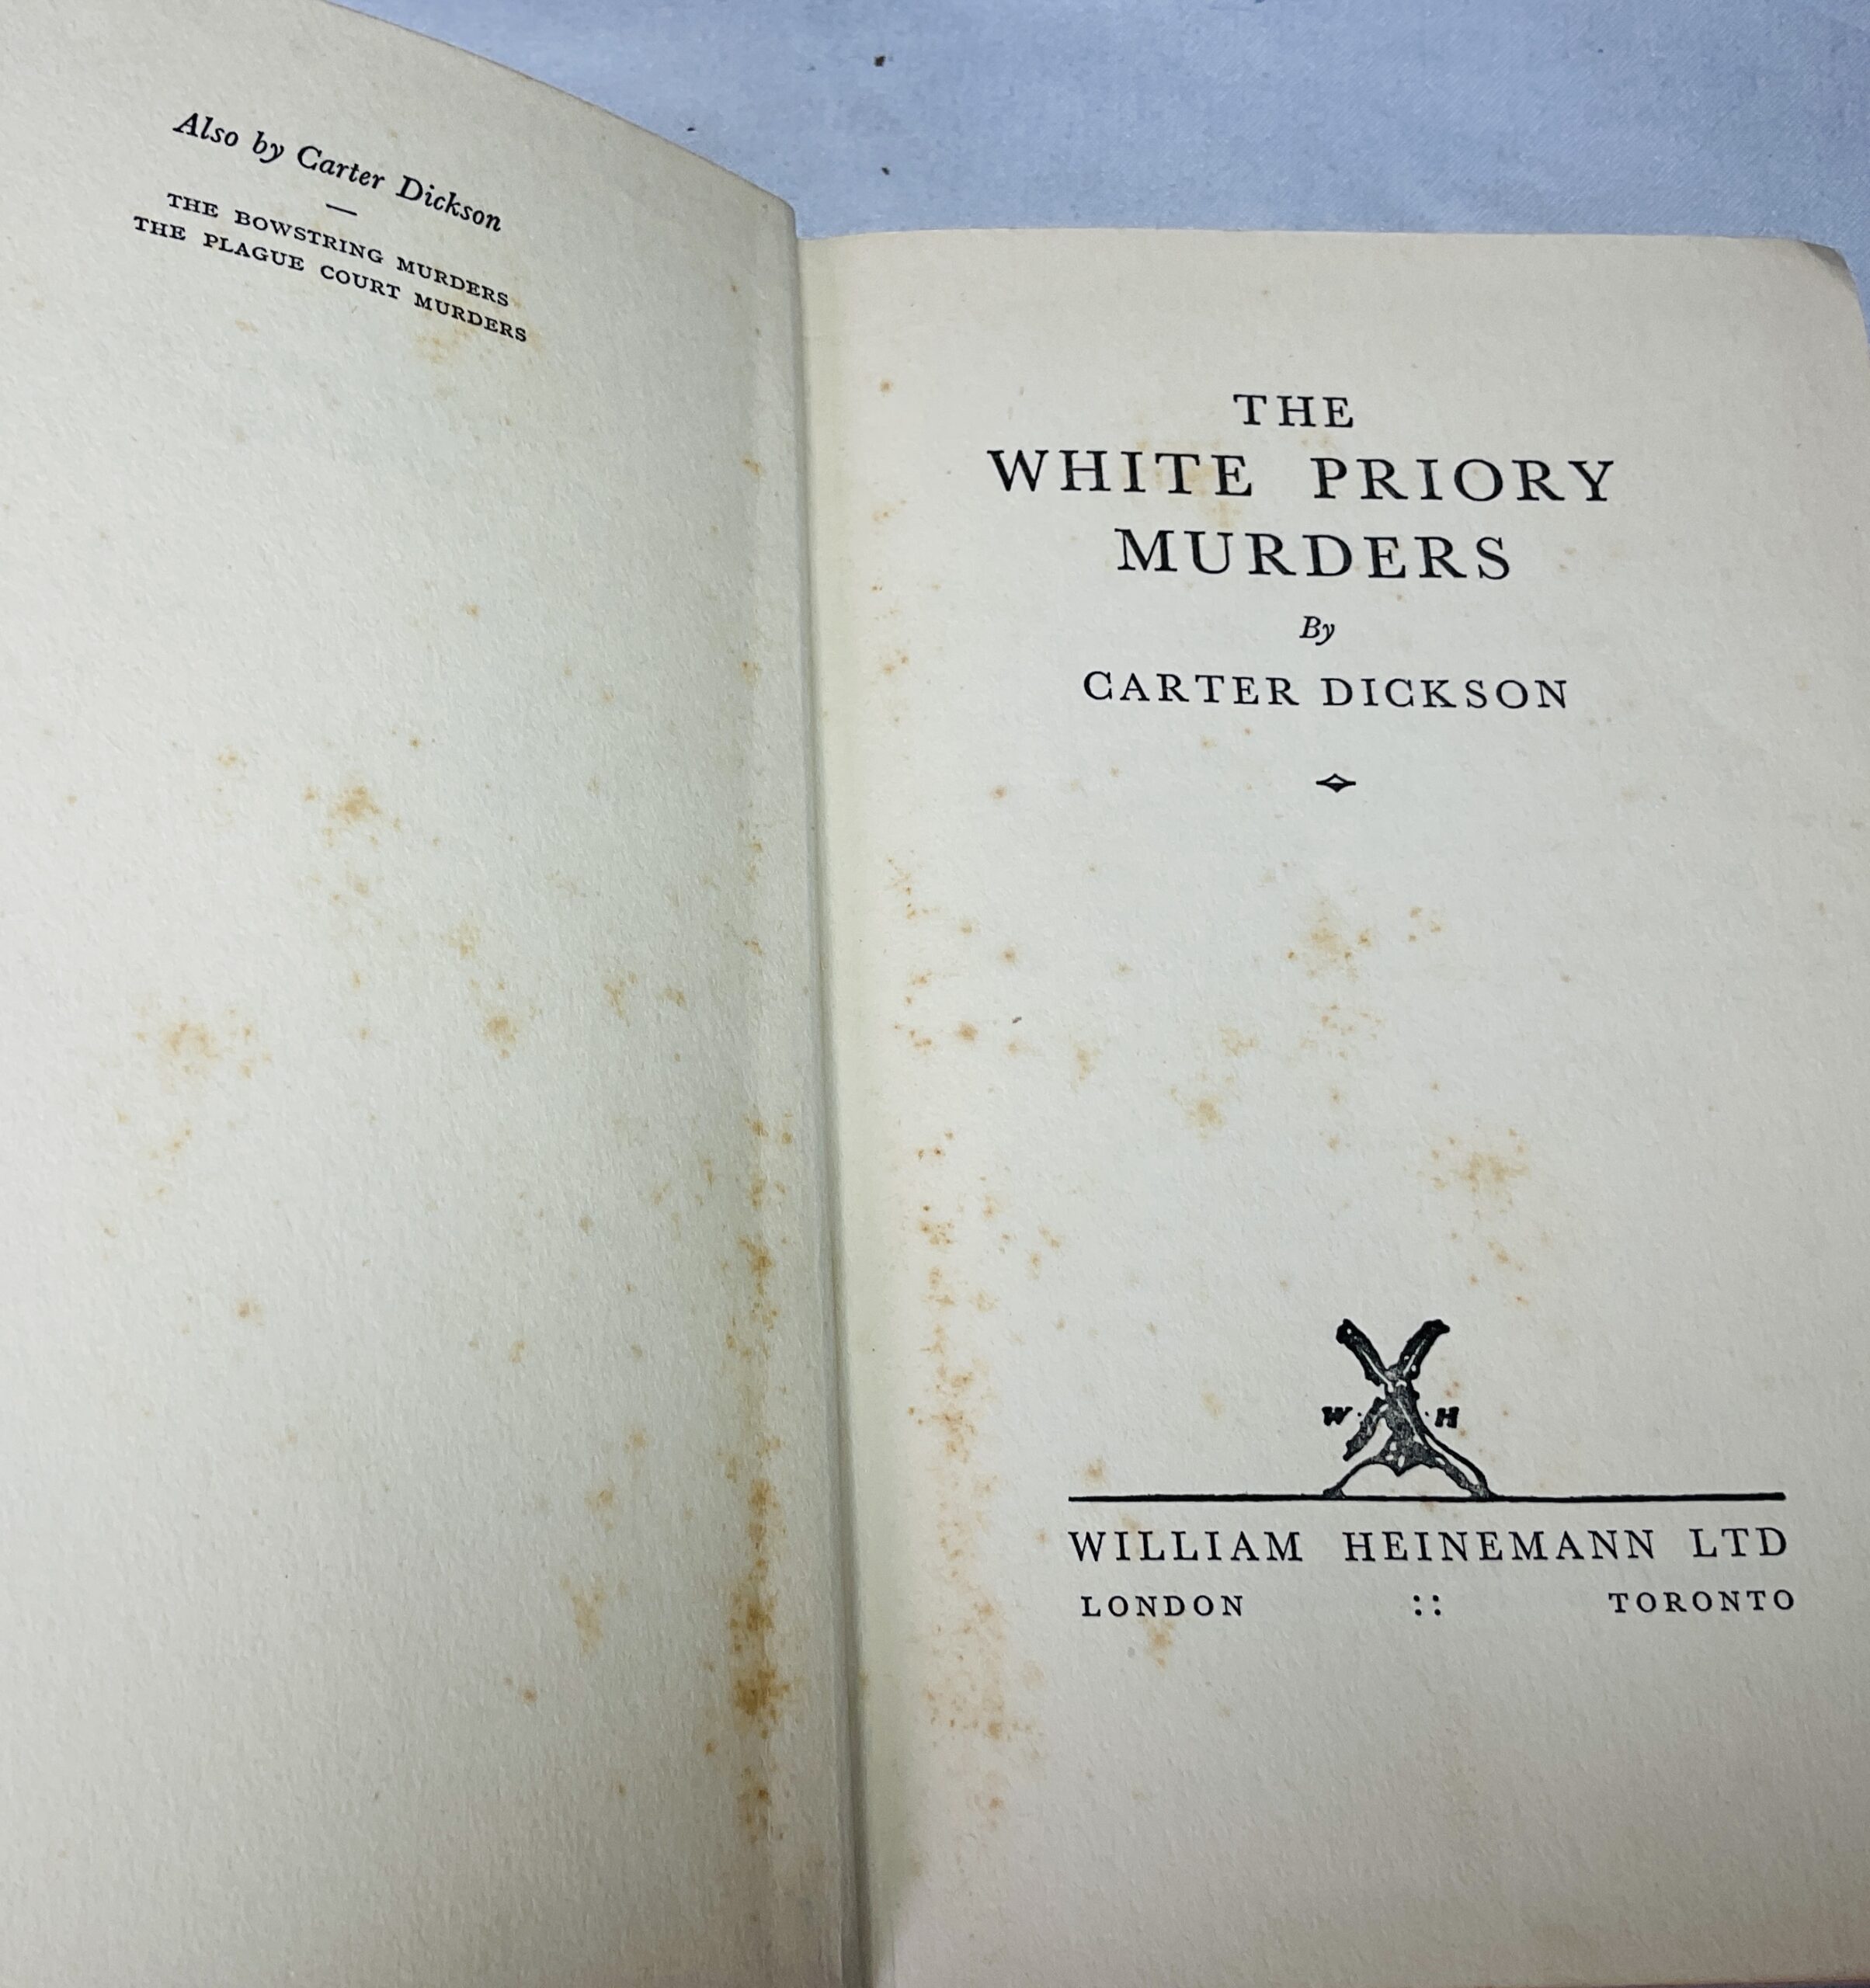 Also by Carter Dickson
—
THE BOWSTRING MURDERS
THE PLAGUE COURT MURDERS
THE
WHITE PRIORY
MURDERS
By
CARTER DICKSON
W H
WILLIAM HEINEMANN LTD
LONDON :: TORONTO